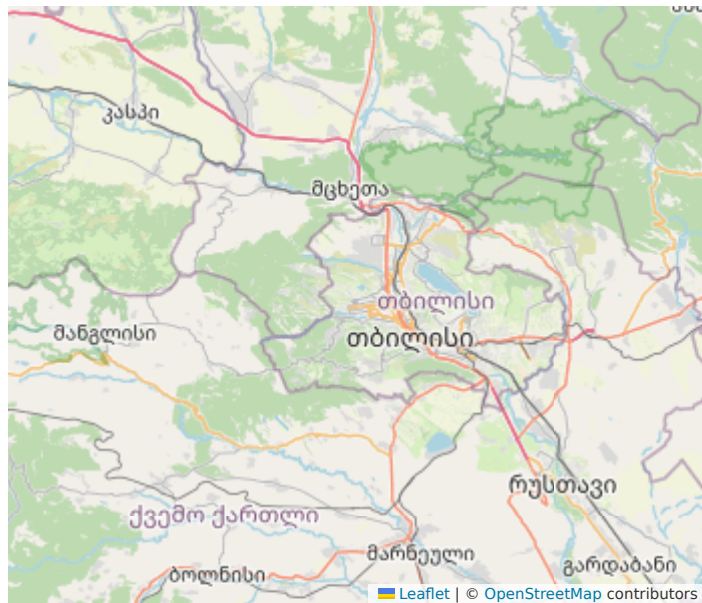 კასპი
მცხეთა
თბილისი
მანგლისი
თბილისი
რუსთავი
ქვემო ქართლი
მარნეული
გარდაბანი
ბოლნისი
Leaflet | © OpenStreetMap contributors